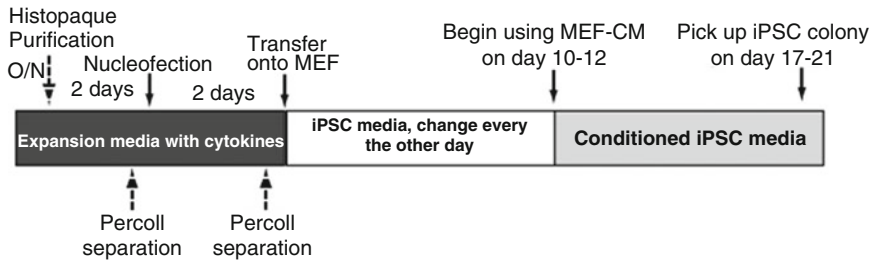 Histopaque
Purification
O/N
Nucleofection
2 days
2 days
Transfer
onto MEF
Begin using MEF-CM
on day 10-12
Pick up iPSC colony
on day 17-21
Expansion media with cytokines
iPSC media, change every
the other day
Conditioned iPSC media
Percoll
separation
Percoll
separation